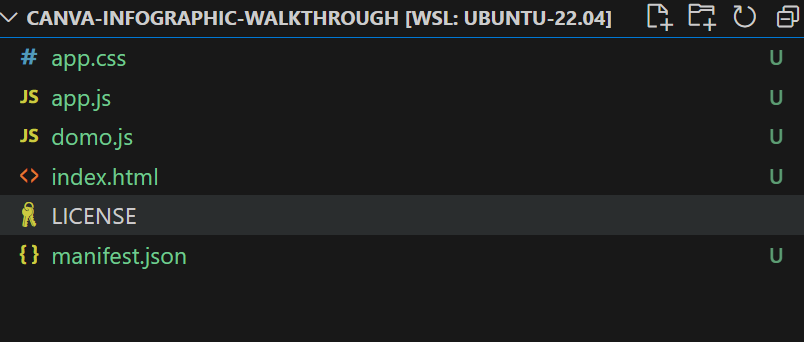 CANVA-INFOGRAPHIC-WALKTHROUGH [WSL: UBUNTU-22.04]
# app.css U
JS app.js U
JS domo.js U
<> index.html U
LICENSE
{ } manifest.json U